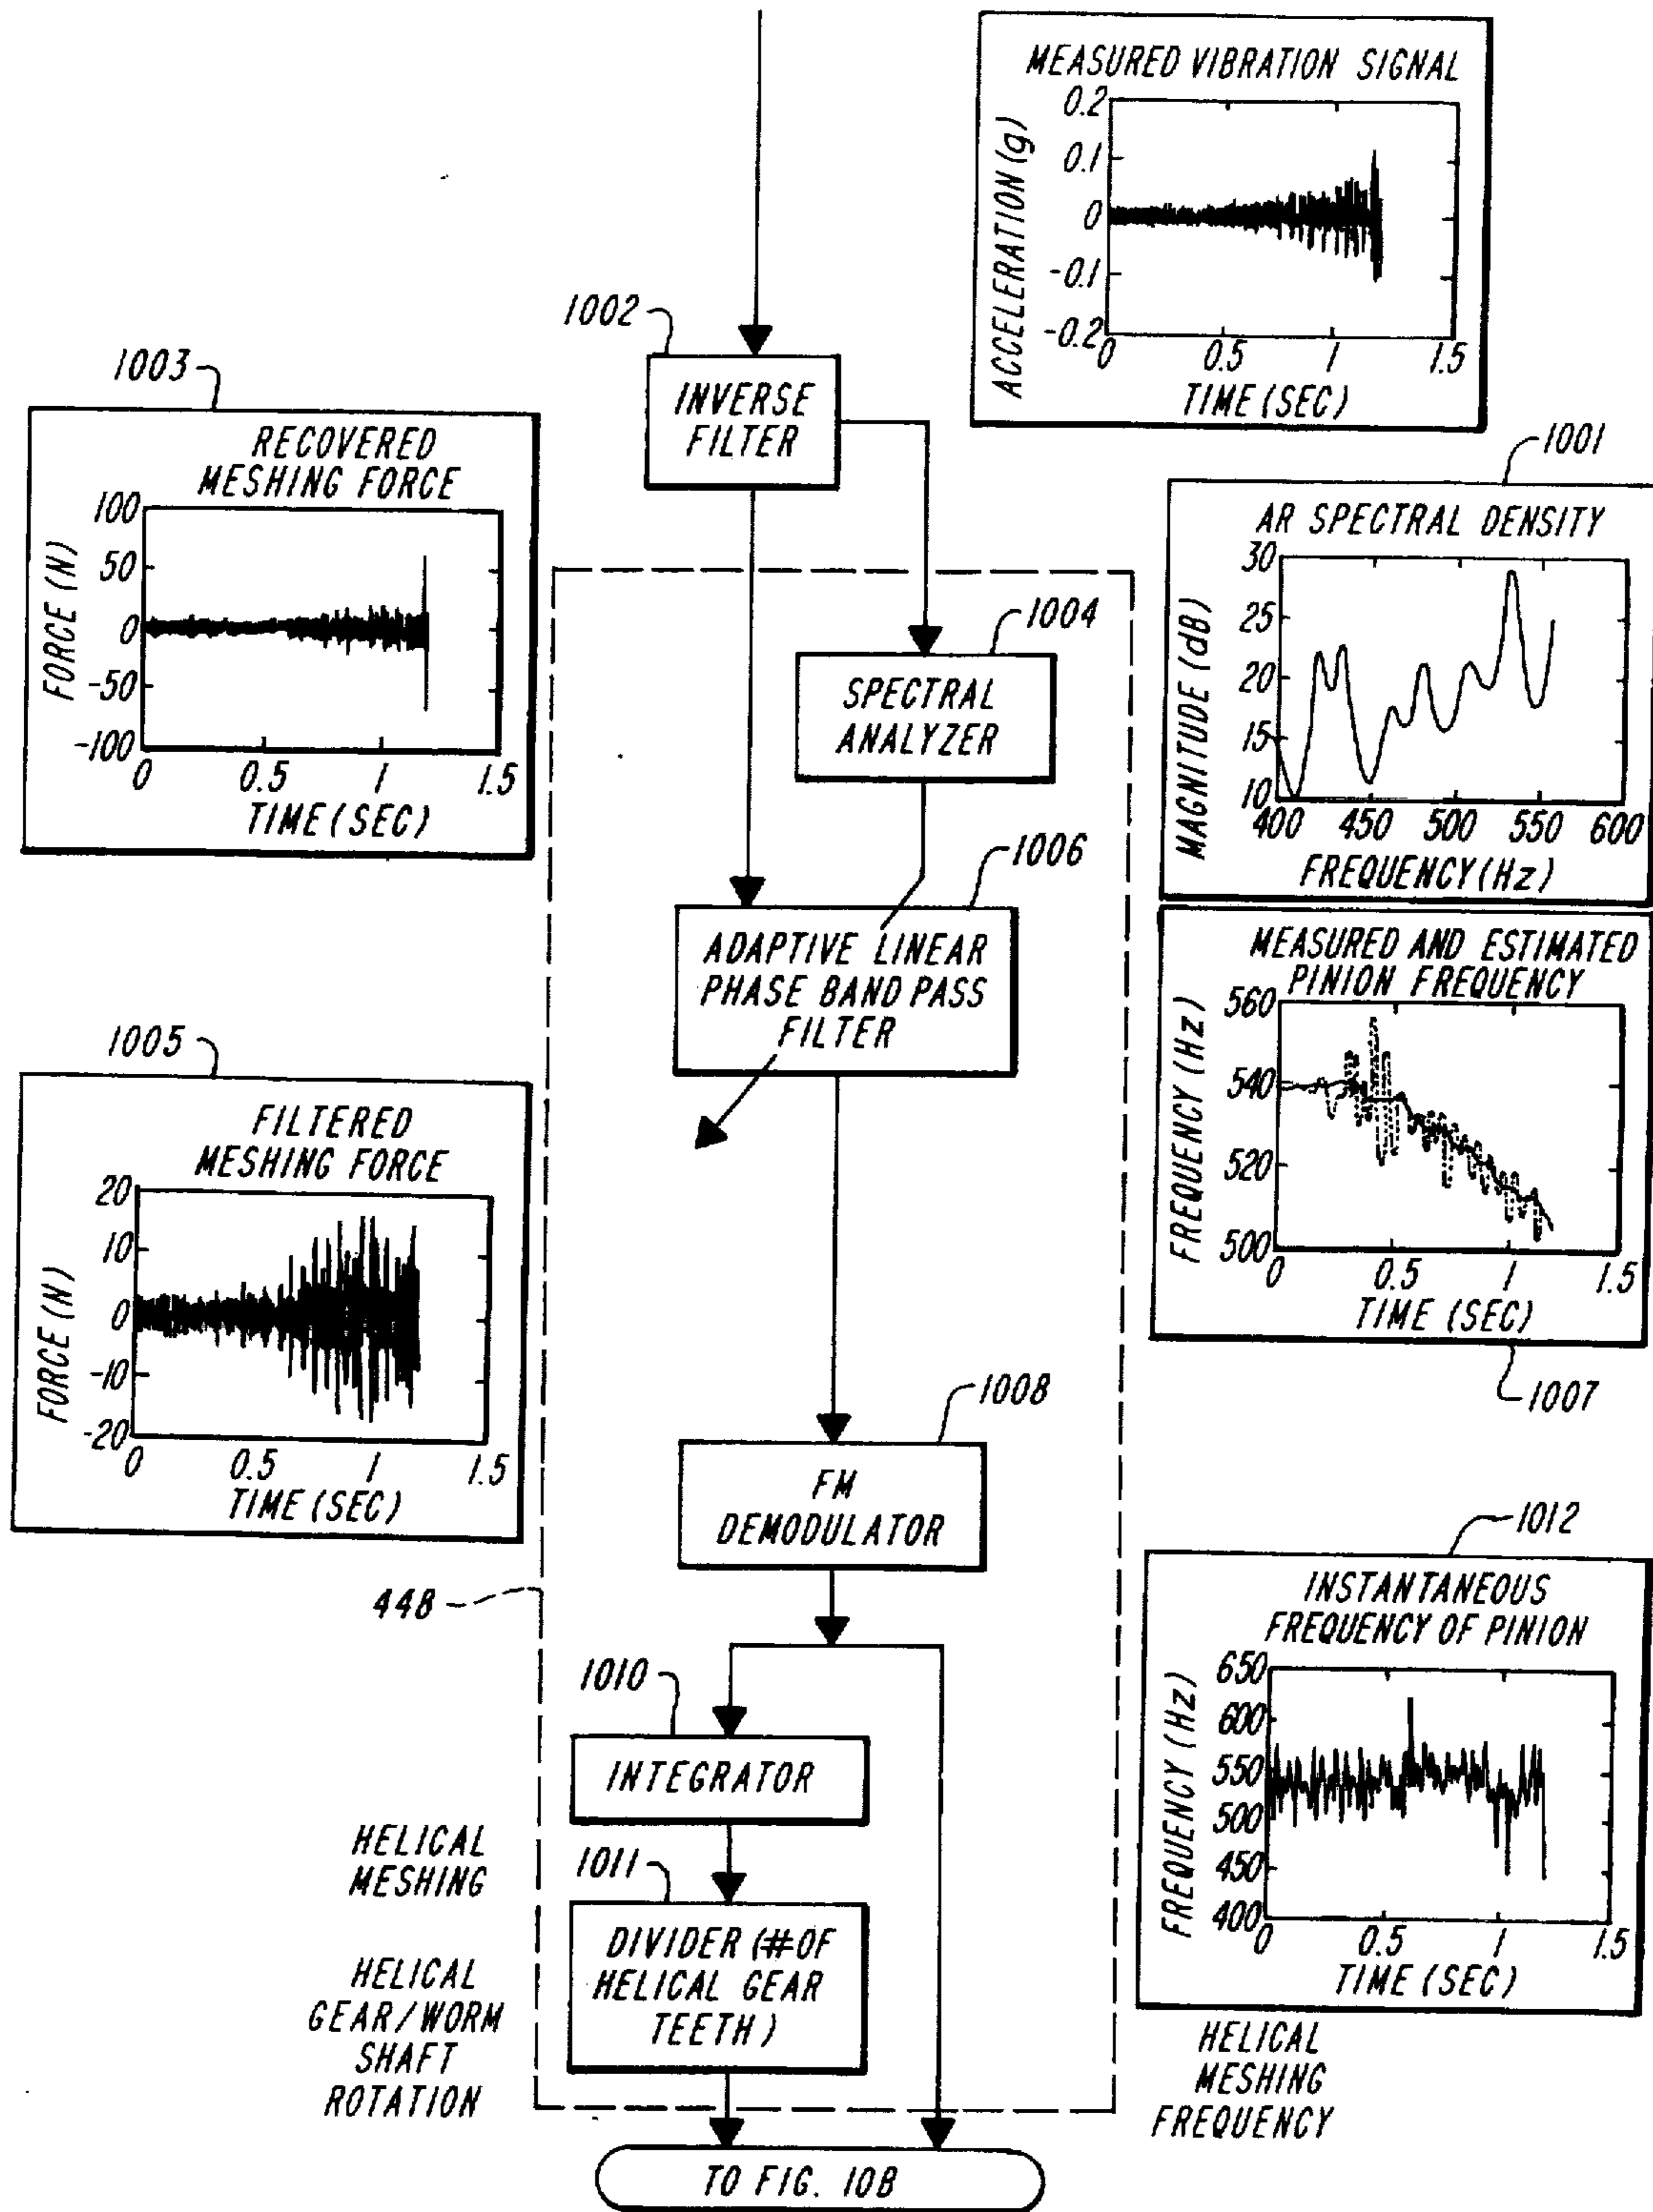 MEASURED VIBRATION SIGNAL
ACCELERATION (g)
0.2
0.1
0
-0.1
-0.2
0
0.5
1
1.5
TIME (SEC)
1002
INVERSE
FILTER
1003
RECOVERED
MESHING FORCE
FORCE (N)
100
50
0
-50
-100
0
0.5
1
1.5
TIME (SEC)
1001
AR SPECTRAL DENSITY
MAGNITUDE (dB)
30
25
20
15
10
400
450
500
550
600
FREQUENCY (Hz)
1004
SPECTRAL
ANALYZER
1006
ADAPTIVE LINEAR
PHASE BAND PASS
FILTER
MEASURED AND ESTIMATED
PINION FREQUENCY
FREQUENCY (Hz)
560
540
520
500
0
0.5
1
1.5
TIME (SEC)
1007
1005
FILTERED
MESHING FORCE
FORCE (N)
20
10
0
-10
-20
0
0.5
1
1.5
TIME (SEC)
1008
FM
DEMODULATOR
448
1012
INSTANTANEOUS
FREQUENCY OF PINION
FREQUENCY (Hz)
650
600
550
500
450
400
0
0.5
1
1.5
TIME (SEC)
1010
INTEGRATOR
HELICAL
MESHING
1011
DIVIDER (# OF
HELICAL GEAR
TEETH)
HELICAL
GEAR/WORM
SHAFT
ROTATION
HELICAL
MESHING
FREQUENCY
TO FIG. 10B